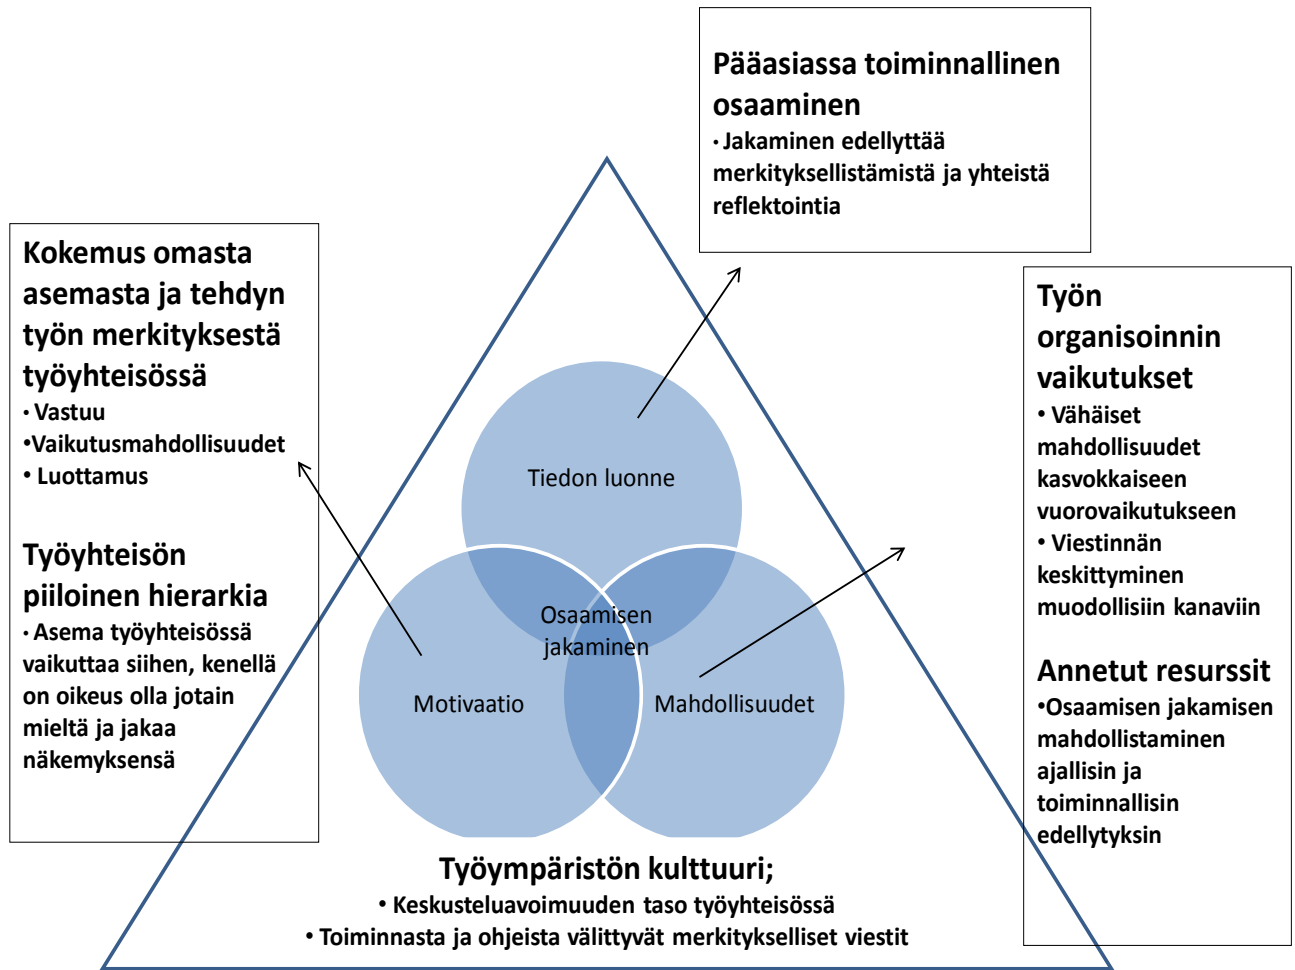 Pääasiassa toiminnallinen
osaaminen
• Jakaminen edellyttää
merkityksellistämistä ja yhteistä
reflektointia
Kokemus omasta
asemasta ja tehdyn
työn merkityksestä
työyhteisössä
• Vastuu
•Vaikutusmahdollisuudet
• Luottamus
Työyhteisön
piiloinen hierarkia
• Asema työyhteisössä
vaikuttaa siihen, kenellä
on oikeus olla jotain
mieltä ja jakaa
näkemyksensä
Tiedon luonne
Osaamisen
jakaminen
Motivaatio
Mahdollisuudet
Työn
organisoinnin
vaikutukset
• Vähäiset
mahdollisuudet
kasvokkaiseen
vuorovaikutukseen
• Viestinnän
keskittyminen
muodollisiin kanaviin
Annetut resurssit
•Osaamisen jakamisen
mahdollistaminen
ajallisin ja
toiminnallisin
edellytyksin
Työympäristön kulttuuri;
• Keskusteluavoimuuden taso työyhteisössä
• Toiminnasta ja ohjeista välittyvät merkitykselliset viestit